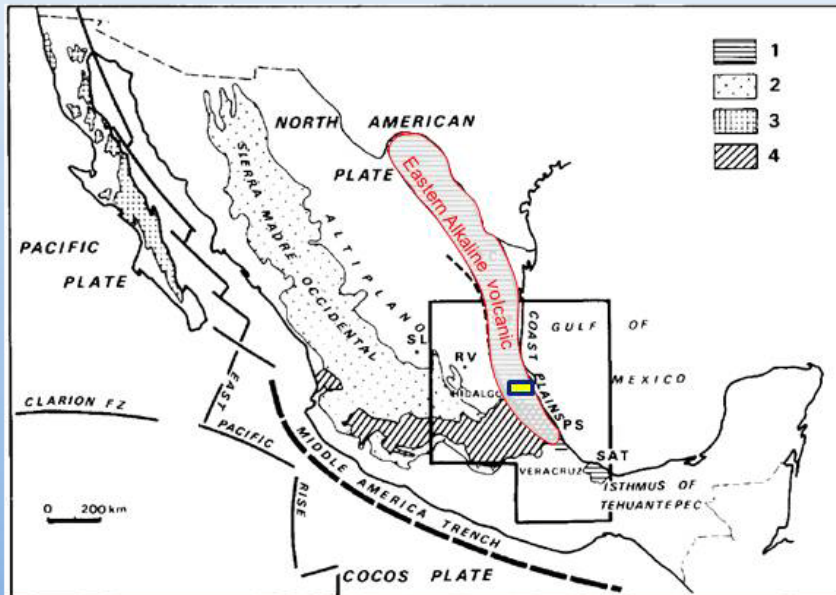 1
2
3
4
NORTH AMERICAN
PLATE
Eastern Alkaline volcanic
SIERRA MADRE OCCIDENTAL
ALTIPLANO
PACIFIC
PLATE
SL
RV
HIDALGO
COAST PLAINS
GULF OF
MEXICO
PS
SAT
VERACRUZ
ISTHMUS OF
TEHUANTEPEC
CLARION FZ
EAST
PACIFIC
RISE
MIDDLE AMERICA TRENCH
0 200 km
COCOS PLATE